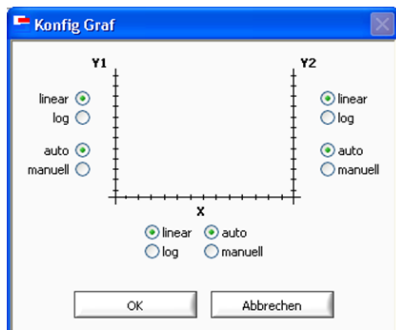 Konfig Graf
Y1 Y2
linear linear
log log
auto auto
manuell manuell
X
linear auto
log manuell
OK Abbrechen